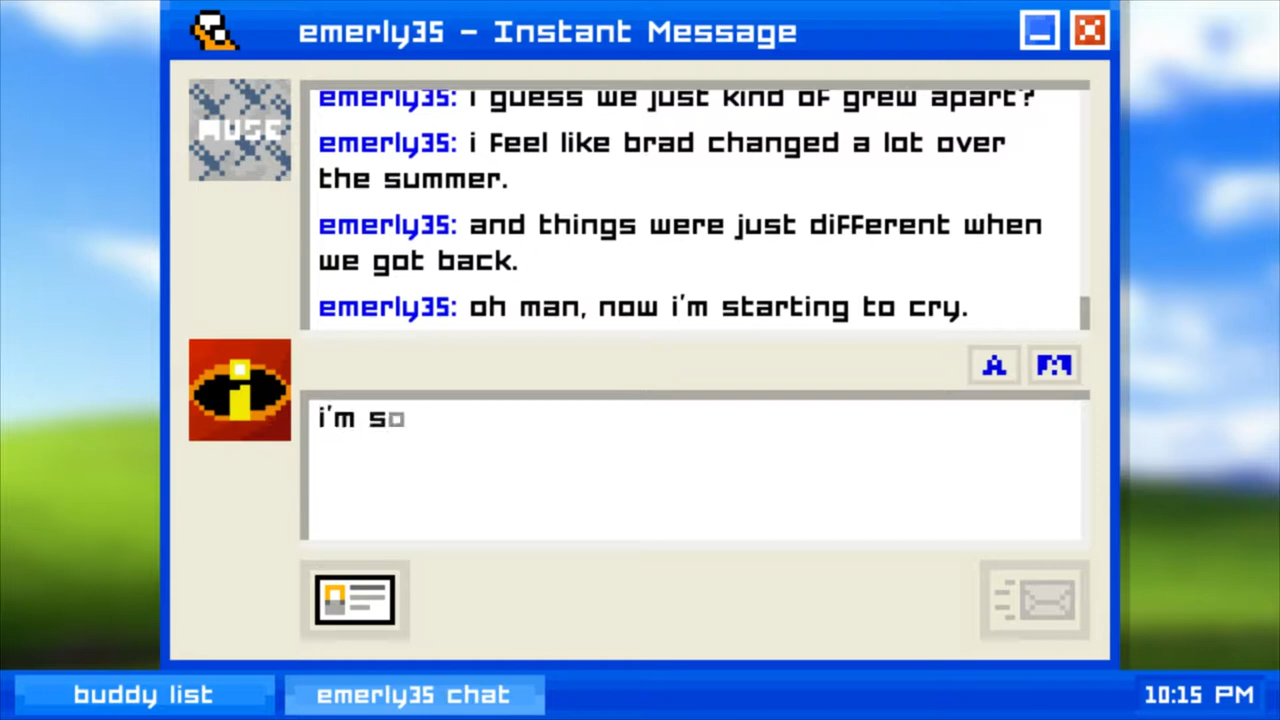 emerly35 - Instant Message
MUSE
emerly35: i guess we just kind of grew apart?
emerly35: i feel like brad changed a lot over
the summer.
emerly35: and things were just different when
we got back.
emerly35: oh man, now i'm starting to cry.
A
i
i'm so
buddy list
emerly35 chat
10:15 PM